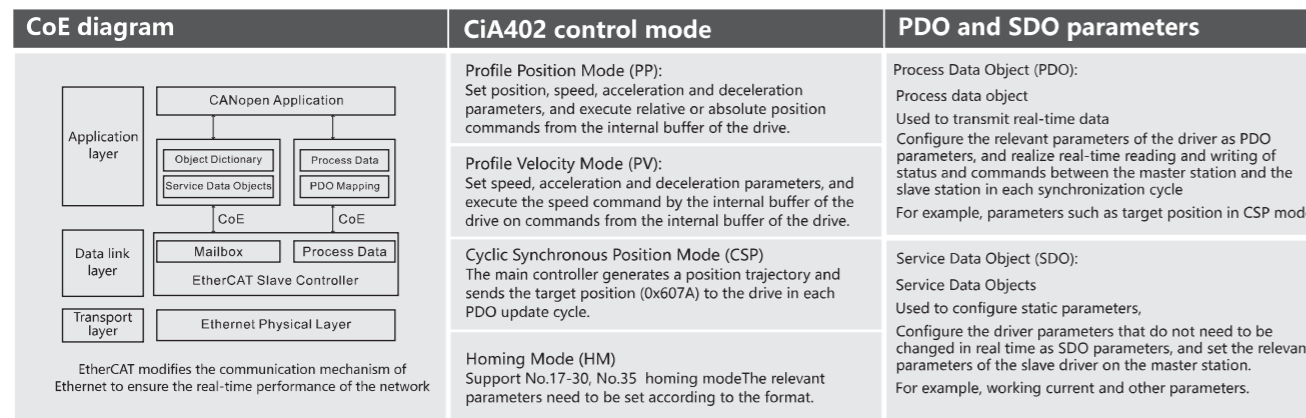 CoE diagram
CANopen Application
Application
layer
Object Dictionary
Process Data
Service Data Objects
PDO Mapping
CoE
CoE
Data link
layer
Mailbox
Process Data
EtherCAT Slave Controller
Transport
layer
Ethernet Physical Layer
EtherCAT modifies the communication mechanism of
Ethernet to ensure the real-time performance of the network
CiA402 control mode
Profile Position Mode (PP):
Set position, speed, acceleration and deceleration
parameters, and execute relative or absolute position
commands from the internal buffer of the drive.
Profile Velocity Mode (PV):
Set speed, acceleration and deceleration parameters, and
execute the speed command by the internal buffer of the
drive on commands from the internal buffer of the drive.
Cyclic Synchronous Position Mode (CSP)
The main controller generates a position trajectory and
sends the target position (0x607A) to the drive in each
PDO update cycle.
Homing Mode (HM)
Support No.17-30, No.35 homing modeThe relevant
parameters need to be set according to the format.
PDO and SDO parameters
Process Data Object (PDO):
Process data object
Used to transmit real-time data
Configure the relevant parameters of the driver as PDO
parameters, and realize real-time reading and writing of
status and commands between the master station and the
slave station in each synchronization cycle
For example, parameters such as target position in CSP mod
Service Data Object (SDO):
Service Data Objects
Used to configure static parameters,
Configure the driver parameters that do not need to be
changed in real time as SDO parameters, and set the relevan
parameters of the slave driver on the master station.
For example, working current and other parameters.